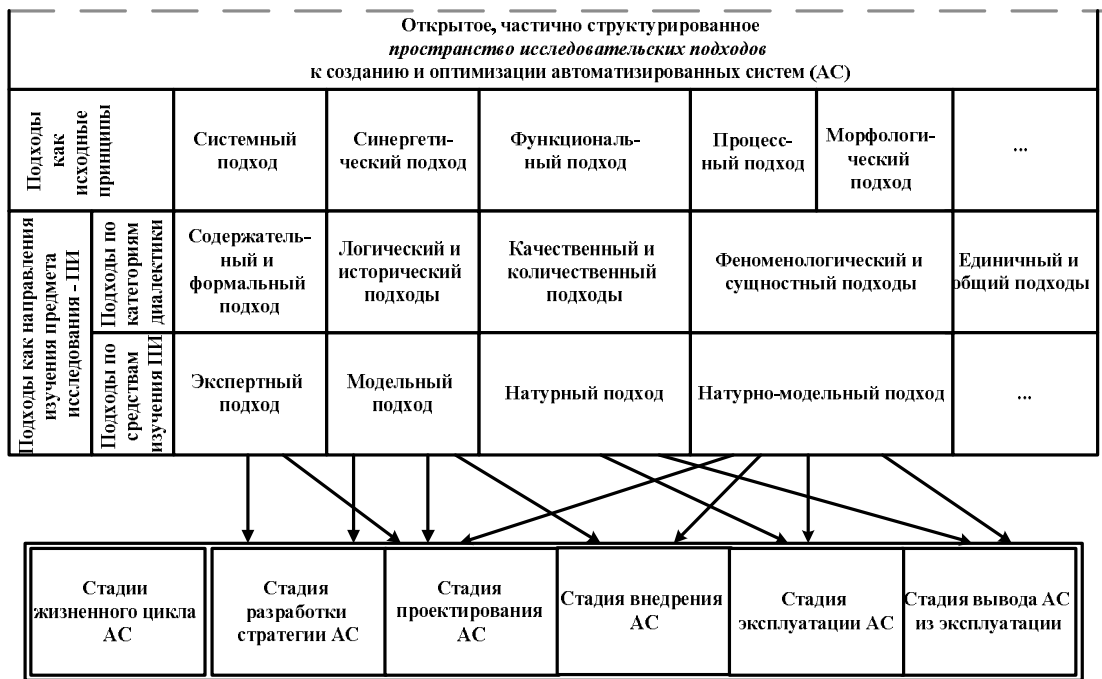 Открытое, частично структурированное
пространство исследовательских подходов
к созданию и оптимизации автоматизированных систем (АС)
Подходы
как
исходные
принципы
Системный
подход
Синергети-
ческий подход
Функциональ-
ный подход
Процесс-
ный подход
Морфологи-
ческий
подход
...
Подходы как направления
изучения предмета
исследования - ПИ
Подходы по
категориям
диалектики
Содержатель-
ный и
формальный
подход
Логический и
исторический
подходы
Качественный и
количественный
подходы
Феноменологический и
сущностный подходы
Единичный и
общий подходы
Подходы по
средствам
изучения ПИ
Экспертный
подход
Модельный
подход
Натурный подход
Натурно-модельный подход
...
Стадии
жизненного цикла
АС
Стадия
разработки
стратегии АС
Стадия
проектирования
АС
Стадия внедрения
АС
Стадия
эксплуатации АС
Стадия вывода АС
из эксплуатации